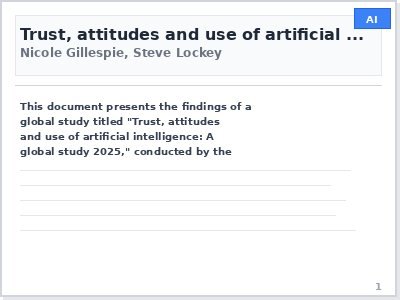 AI
Trust, attitudes and use of artificial ...
Nicole Gillespie, Steve Lockey
This document presents the findings of a
global study titled "Trust, attitudes
and use of artificial intelligence: A
global study 2025," conducted by the
1